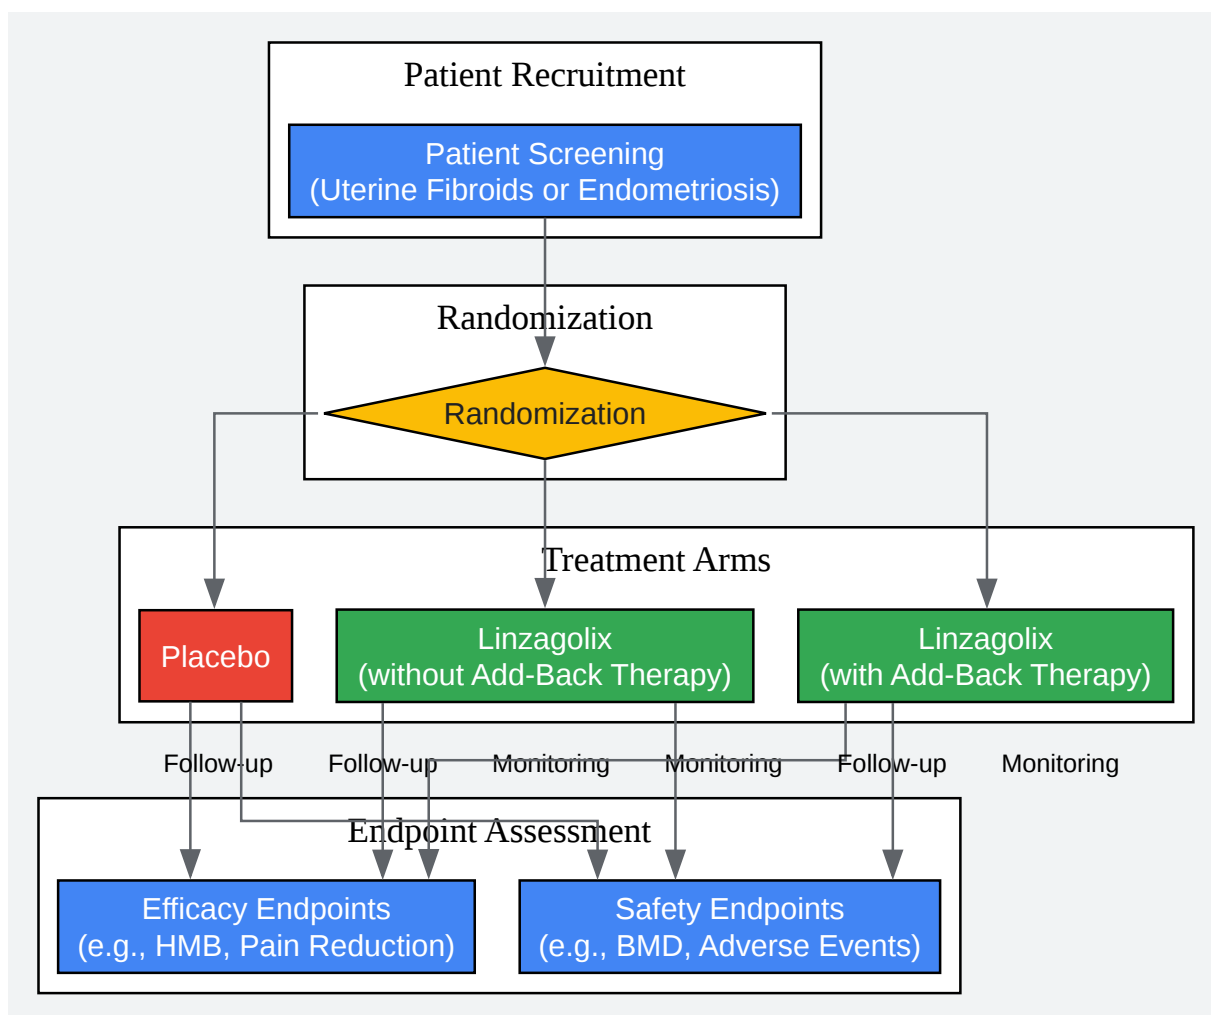 Patient Recruitment
Patient Screening
(Uterine Fibroids or Endometriosis)
Randomization
Randomization
Treatment Arms
Placebo
Linzagolix
(without Add-Back Therapy)
Linzagolix
(with Add-Back Therapy)
Follow-up
Follow-up
Monitoring
Monitoring
Follow-up
Monitoring
Endpoint Assessment
Efficacy Endpoints
(e.g., HMB, Pain Reduction)
Safety Endpoints
(e.g., BMD, Adverse Events)